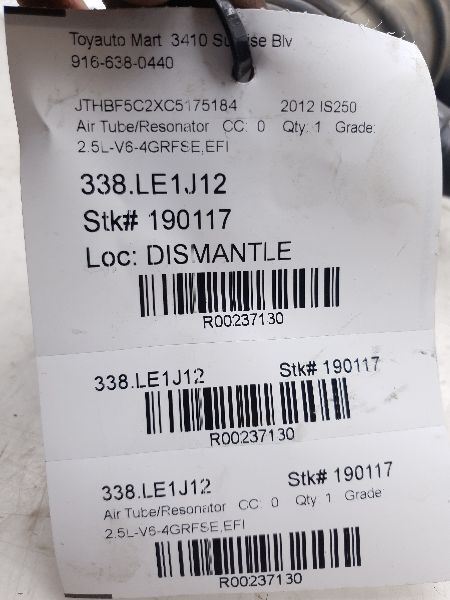 Toyauto Mart 3410 Sunrise Blv
916-638-0440
JTHBF5C2XC5175184 2012 IS250
Air Tube/Resonator CC: 0 Qty: 1 Grade:
2.5L-V6-4GRFSE,EFI
338.LE1J12
Stk# 190117
Loc: DISMANTLE
R00237130
338.LE1J12 Stk# 190117
R00237130
338.LE1J12 Stk# 190117
Air Tube/Resonator CC: 0 Qty 1 Grade
2.5L-V6-4GRFSE,EFI
R00237130